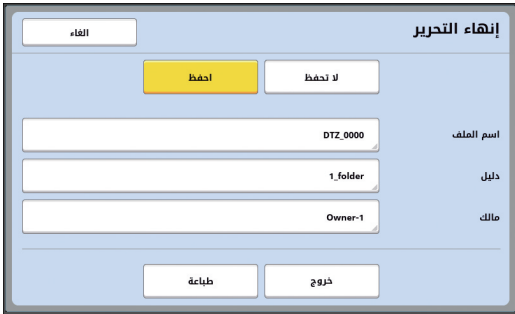 إنهاء التحرير
الغاء
لا تحفظ
احفظ
اسم الملف
DTZ_0000
دليل
1_folder
مالك
Owner-1
خروج
طباعة